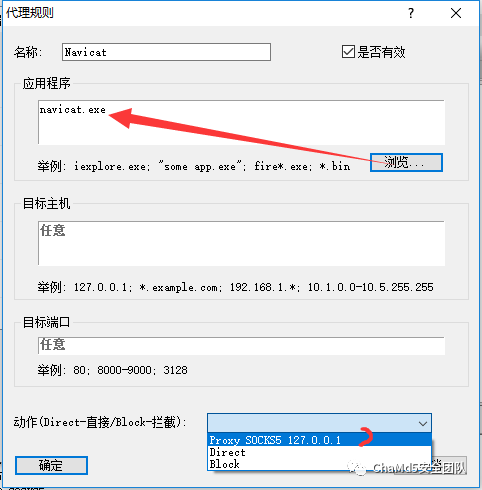 代理规则
名称:
Navicat
是否有效
应用程序
navicat.exe
举例: iexplore.exe; "some app.exe"; fire*.exe; *.bin
浏览...
目标主机
任意
举例: 127.0.0.1; *.example.com; 192.168.1.*; 10.1.0.0-10.5.255.255
目标端口
任意
举例: 80; 8000-9000; 3128
动作(Direct-直接/Block-拦截):
Proxy SOCKS5 127.0.0.1
Direct
Block
确定
ChaMd5安全团队